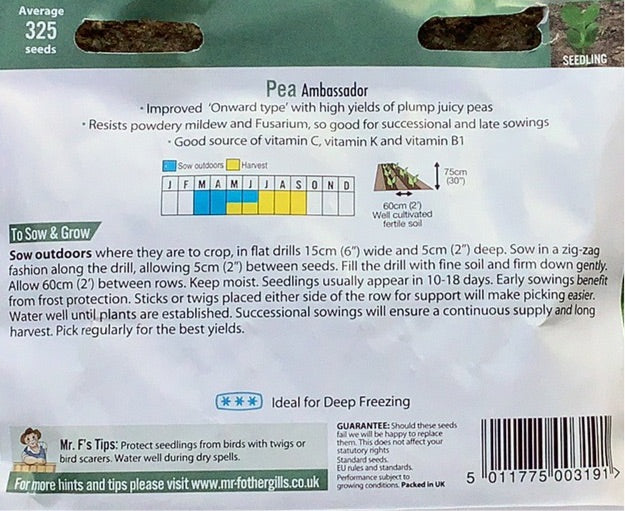 Average
325
seeds
SEEDLING
Pea Ambassador
· Improved 'Onward type' with high yields of plump juicy peas
· Resists powdery mildew and Fusarium, so good for successional and late sowings
· Good source of vitamin C, vitamin K and vitamin B1
Sow outdoors Harvest
J F M A M J J A S O N D
75cm
(30")
60cm (2')
Well cultivated
fertile soil
To Sow & Grow
Sow outdoors where they are to crop, in flat drills 15cm (6") wide and 5cm (2") deep. Sow in a zig-zag
fashion along the drill, allowing 5cm (2") between seeds. Fill the drill with fine soil and firm down gently.
Allow 60cm (2') between rows. Keep moist. Seedlings usually appear in 10-18 days. Early sowings benefit
from frost protection. Sticks or twigs placed either side of the row for support will make picking easier.
Water well until plants are established. Successional sowings will ensure a continuous supply and long
harvest. Pick regularly for the best yields.
*** Ideal for Deep Freezing
Mr. F's Tips: Protect seedlings from birds with twigs or
bird scarers. Water well during dry spells.
For more hints and tips please visit www.mr-fothergills.co.uk
GUARANTEE: Should these seeds
fail we will be happy to replace
them. This does not affect your
statutory rights
Standard seeds.
EU rules and standards.
Performance subject to
growing conditions. Packed in UK
5 011775 003191 >